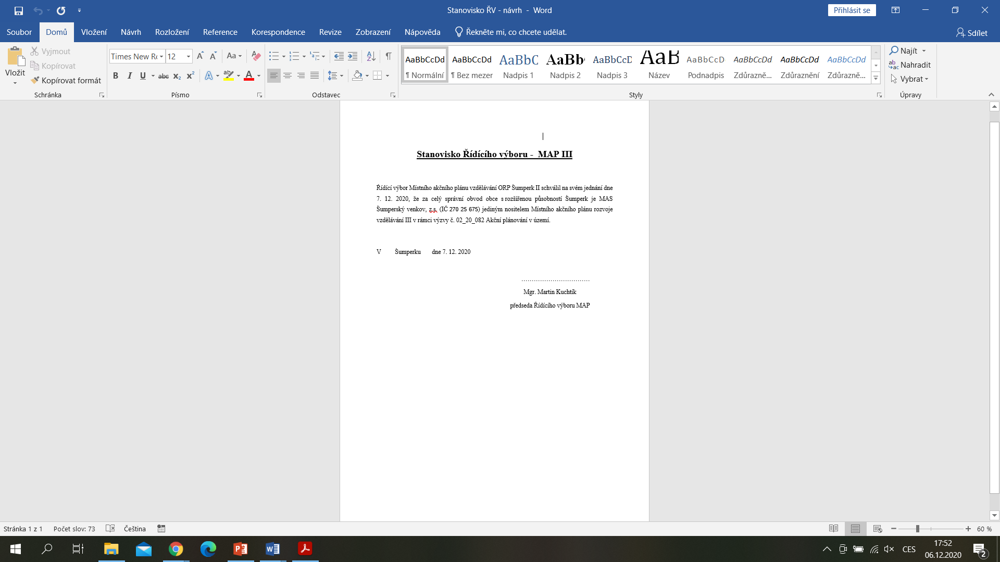 Stanovisko ŘV - návrh - Word
Přihlásit se
Soubor Domů Vložení Návrh Rozložení Reference Korespondence Revize Zobrazení Nápověda Řekněte mi, co chcete udělat. Sdílet
Vložit
Vyjmout
Kopírovat
Kopírovat formát
Schránka
Times New Ro 12
Písmo
Odstavec
AaBbCcDd AaBbCcDd AaBbC AaBb AaBbCcD AaB AaBbCcD AaBbCcDd AaBbCcDd AaBbCcDd
¶ Normální ¶ Bez mezer Nadpis 1 Nadpis 2 Nadpis 3 Název Podnadpis Zdůrazně... Zdůraznění Zdůrazně...
Styly
Najít
Nahradit
Vybrat
Úpravy
Stanovisko Řídícího výboru - MAP III
Řídící výbor Místního akčního plánu vzdělávání ORP Šumperk II schválil na svém jednání dne
7. 12. 2020, že za celý správní obvod obce s rozšířenou působností Šumperk je MAS
Šumperský venkov, z.s. (IČ 270 25 675) jediným nositelem Místního akčního plánu rozvoje
vzdělávání III v rámci výzvy č. 02_20_082 Akční plánování v území.
V Šumperku dne 7. 12. 2020
.................................
Mgr. Martin Kuchtík
předseda Řídícího výboru MAP
Stránka 1 z 1 Počet slov: 73 Čeština 60 %
CES
17:52
06.12.2020
2